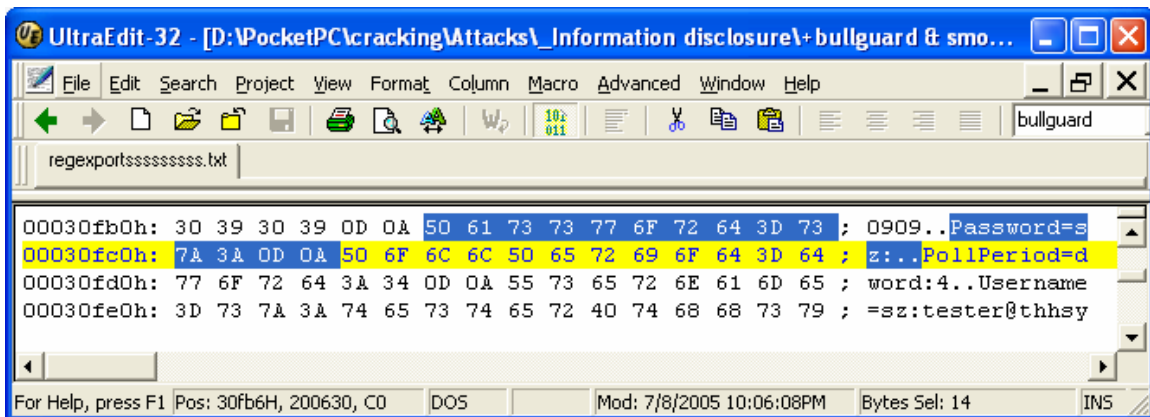 UltraEdit-32 - [D:\PocketPC\cracking\Attacks\_Information disclosure\+bullguard & smo...
File Edit Search Project View Format Column Macro Advanced Window Help
bullguard
regexportsssssssss.txt
00030fb0h: 30 39 30 39 0D 0A 50 61 73 73 77 6F 72 64 3D 73 ; 0909..Password=s
00030fc0h: 7A 3A 0D 0A 50 6F 6C 6C 50 65 72 69 6F 64 3D 64 ; z:..PollPeriod=d
00030fd0h: 77 6F 72 64 3A 34 0D 0A 55 73 65 72 6E 61 6D 65 ; word:4..Username
00030fe0h: 3D 73 7A 3A 74 65 73 74 65 72 40 74 68 68 73 79 ; =sz:tester@thhsy
For Help, press F1 Pos: 30fb6H, 200630, C0 DOS Mod: 7/8/2005 10:06:08PM Bytes Sel: 14 INS